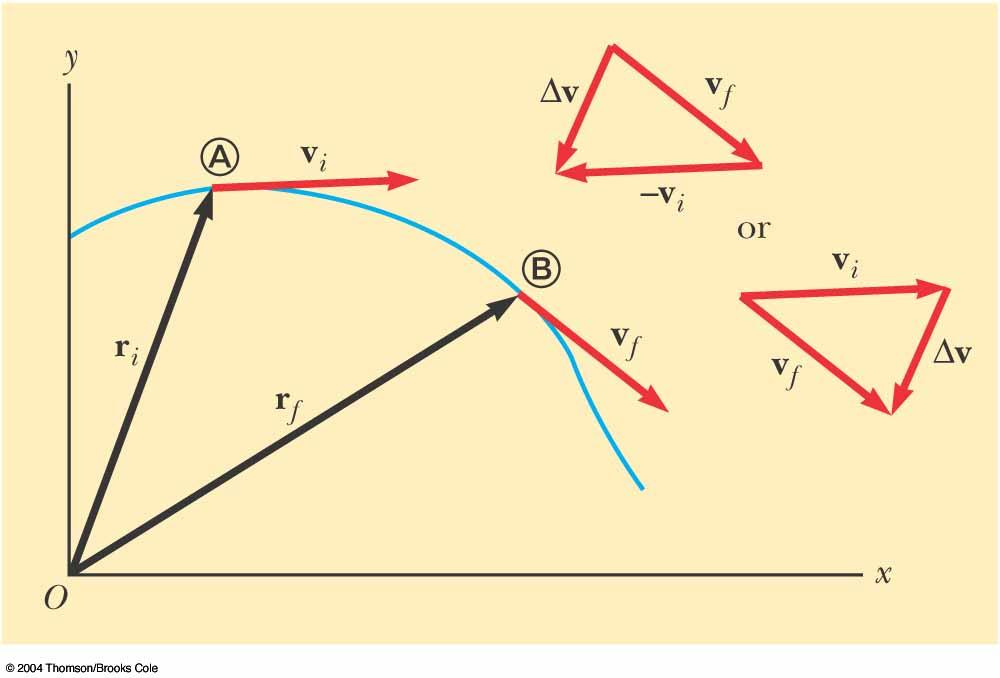 y
Δv
v_f
Ⓐ
v_i
–v_i
or
Ⓑ
v_i
v_f
r_i
Δv
v_f
r_f
x
O
© 2004 Thomson/Brooks Cole